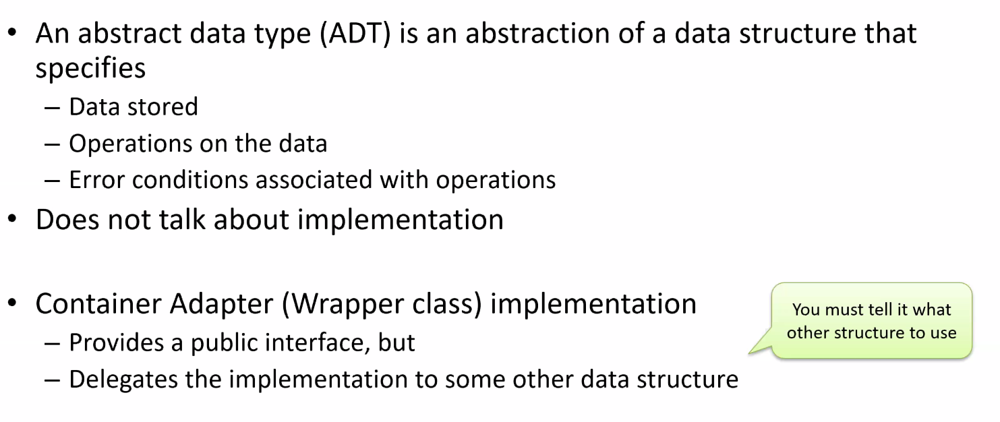 • An abstract data type (ADT) is an abstraction of a data structure that
specifies
– Data stored
– Operations on the data
– Error conditions associated with operations
• Does not talk about implementation
• Container Adapter (Wrapper class) implementation
– Provides a public interface, but
– Delegates the implementation to some other data structure
You must tell it what
other structure to use